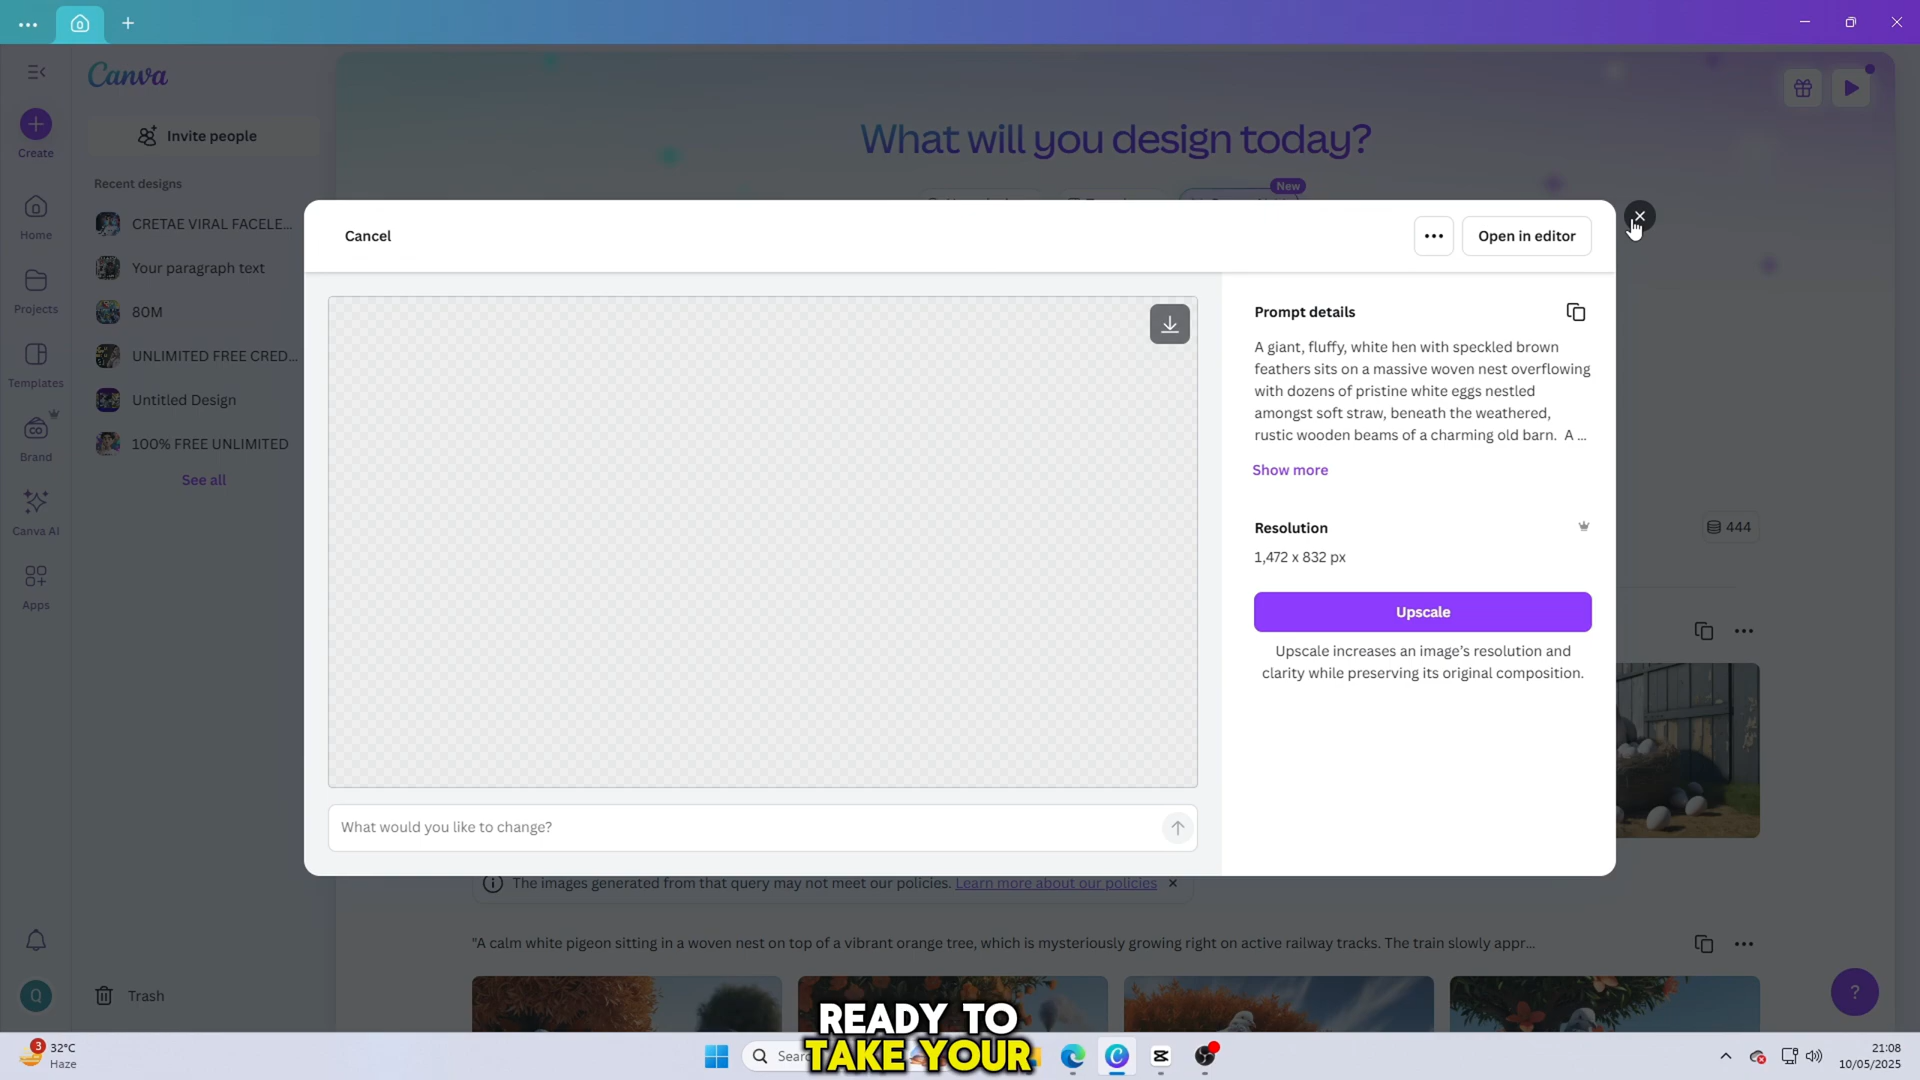 Canva
Create
Home
Projects
Templates
Brand
Canva AI
Apps
Invite people
Recent designs
CRETAE VIRAL FACELE...
Your paragraph text
80M
UNLIMITED FREE CRED...
Untitled Design
100% FREE UNLIMITED
See all
Trash
Q
What will you design today?
New
Cancel
Open in editor
Prompt details
A giant, fluffy, white hen with speckled brown
feathers sits on a massive woven nest overflowing
with dozens of pristine white eggs nestled
amongst soft straw, beneath the weathered,
rustic wooden beams of a charming old barn. A ...
Show more
Resolution
1,472 x 832 px
Upscale
Upscale increases an image's resolution and
clarity while preserving its original composition.
What would you like to change?
444
The images generated from that query may not meet our policies. Learn more about our policies
"A calm white pigeon sitting in a woven nest on top of a vibrant orange tree, which is mysteriously growing right on active railway tracks. The train slowly appr...
?
READY TO
TAKE YOUR
3
32°C
Haze
21:08
10/05/2025